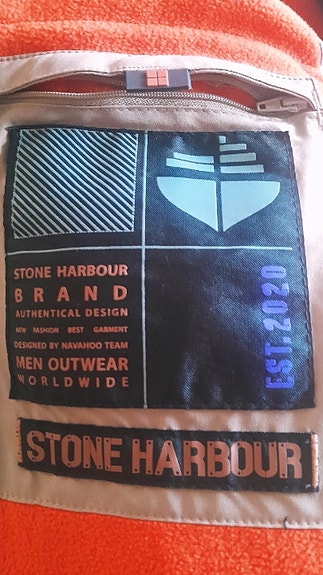 STONE HARBOUR
BRAND
AUTHENTICAL DESIGN
NEW FASHION BEST GARMENT
DESIGNED BY NAVAHOO TEAM
MEN OUTWEAR
WORLDWIDE
EST.2020
STONE HARBOUR